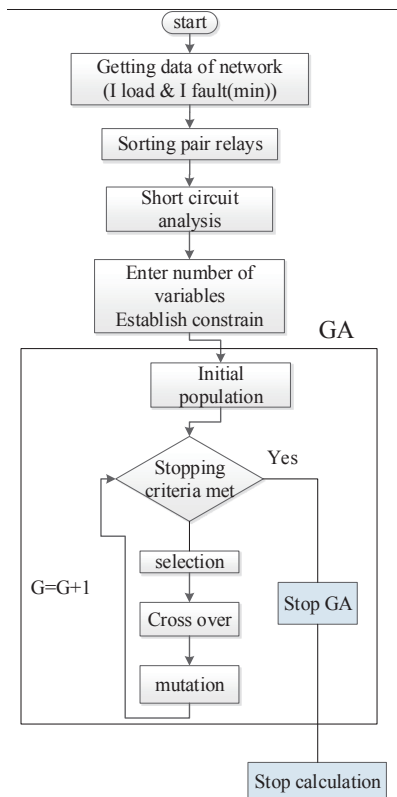 start
Getting data of network
(I load & I fault(min))
Sorting pair relays
Short circuit
analysis
Enter number of
variables
Establish constrain
GA
Initial
population
Stopping
criteria met
Yes
selection
G=G+1
Stop GA
Cross over
mutation
Stop calculation